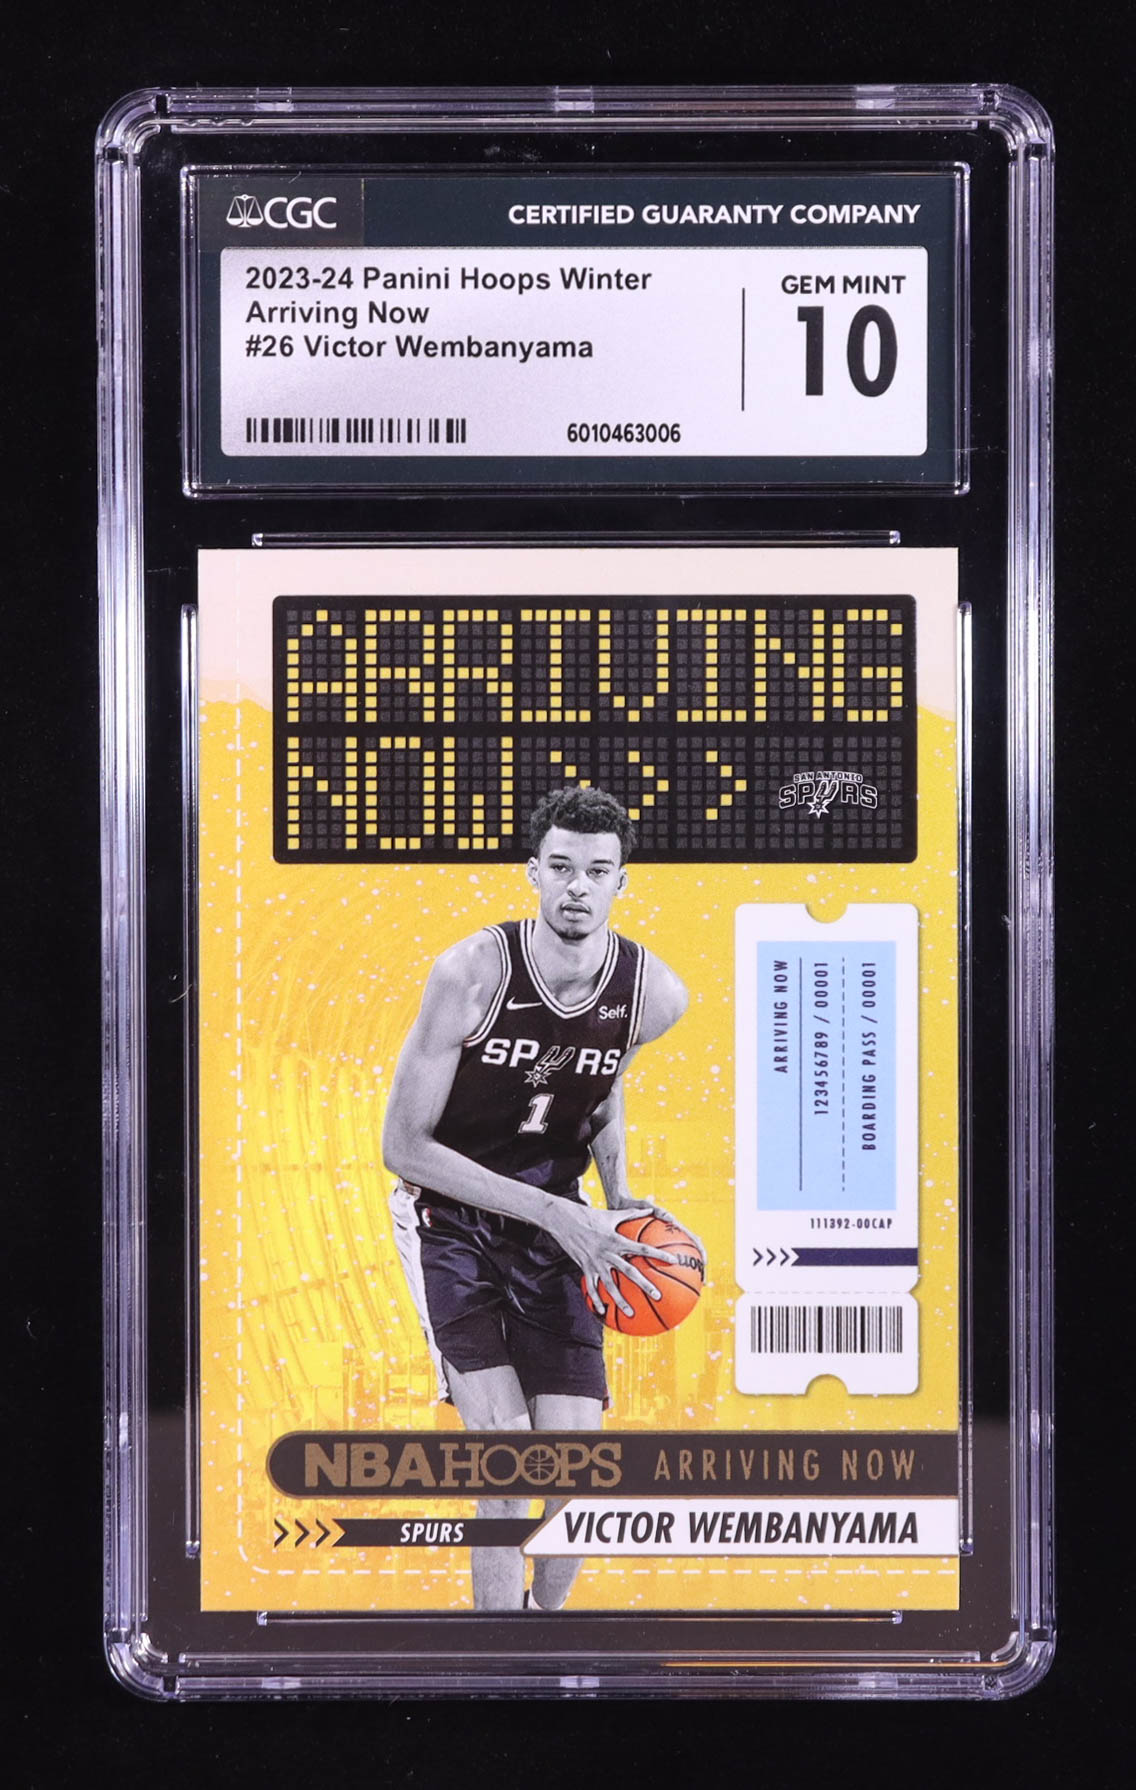 CGC
CERTIFIED GUARANTY COMPANY
2023-24 Panini Hoops Winter
Arriving Now
#26 Victor Wembanyama
GEM MINT
10
6010463006
ARRIVING
NOW >>>
SAN ANTONIO
SPURS
Self.
SPURS
1
ARRIVING NOW
123456789 / 00001
BOARDING PASS / 00001
111392-00CAP
NBA HOOPS ARRIVING NOW
SPURS
VICTOR WEMBANYAMA